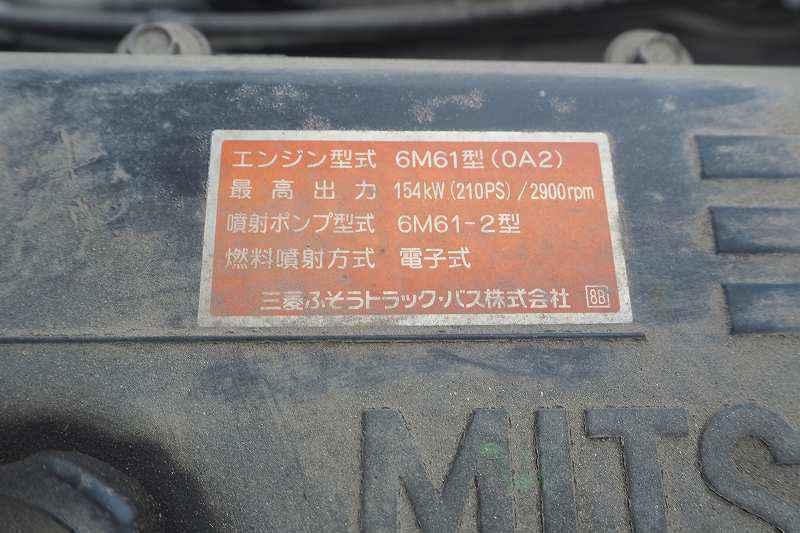 エンジン型式 6M61型(0A2)
最高出力 154kW(210PS)/2900rpm
噴射ポンプ型式 6M61-2型
燃料噴射方式 電子式
三菱ふそうトラック・バス株式会社 8B
MITS